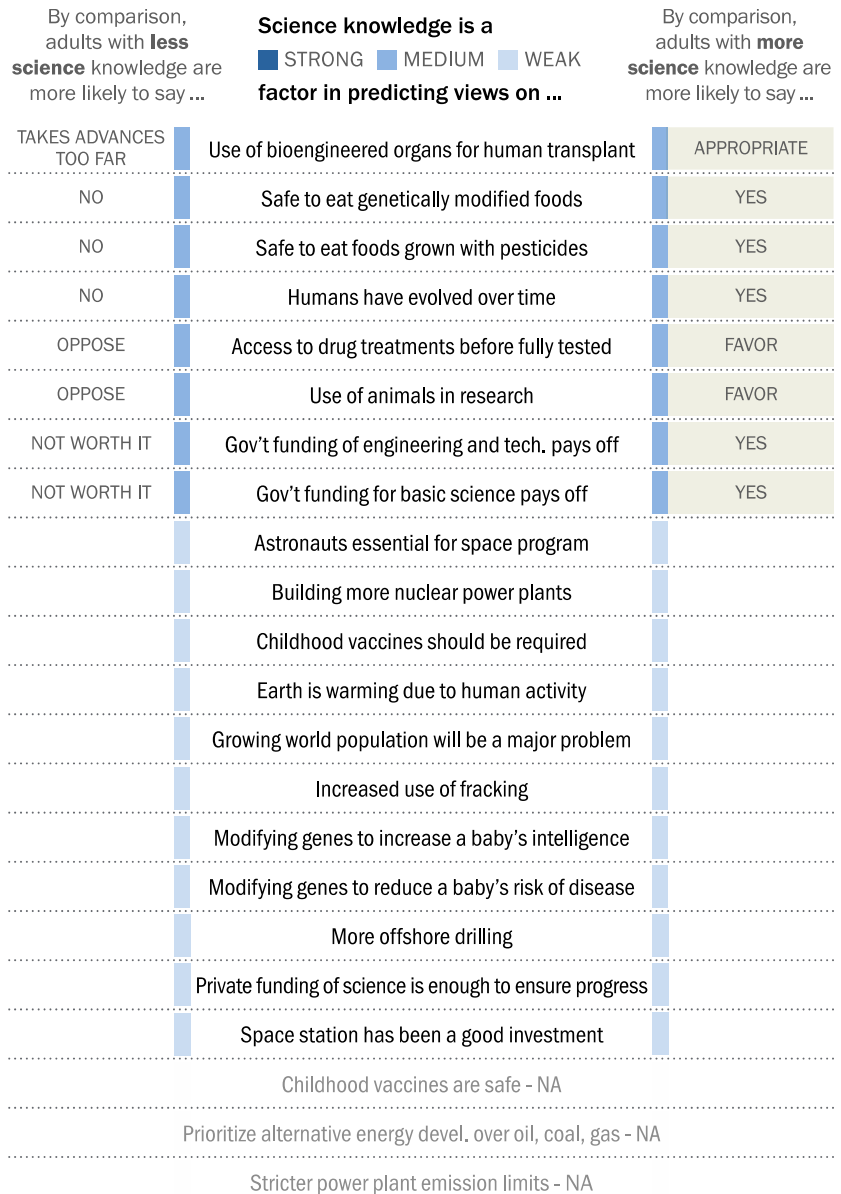 By comparison,
adults with less
science knowledge are
more likely to say ...
Science knowledge is a
STRONG MEDIUM WEAK
factor in predicting views on ...
By comparison,
adults with more
science knowledge are
more likely to say ...
TAKES ADVANCES
TOO FAR
Use of bioengineered organs for human transplant
APPROPRIATE
NO
Safe to eat genetically modified foods
YES
NO
Safe to eat foods grown with pesticides
YES
NO
Humans have evolved over time
YES
OPPOSE
Access to drug treatments before fully tested
FAVOR
OPPOSE
Use of animals in research
FAVOR
NOT WORTH IT
Gov't funding of engineering and tech. pays off
YES
NOT WORTH IT
Gov't funding for basic science pays off
YES
Astronauts essential for space program
Building more nuclear power plants
Childhood vaccines should be required
Earth is warming due to human activity
Growing world population will be a major problem
Increased use of fracking
Modifying genes to increase a baby's intelligence
Modifying genes to reduce a baby's risk of disease
More offshore drilling
Private funding of science is enough to ensure progress
Space station has been a good investment
Childhood vaccines are safe - NA
Prioritize alternative energy devel. over oil, coal, gas - NA
Stricter power plant emission limits - NA